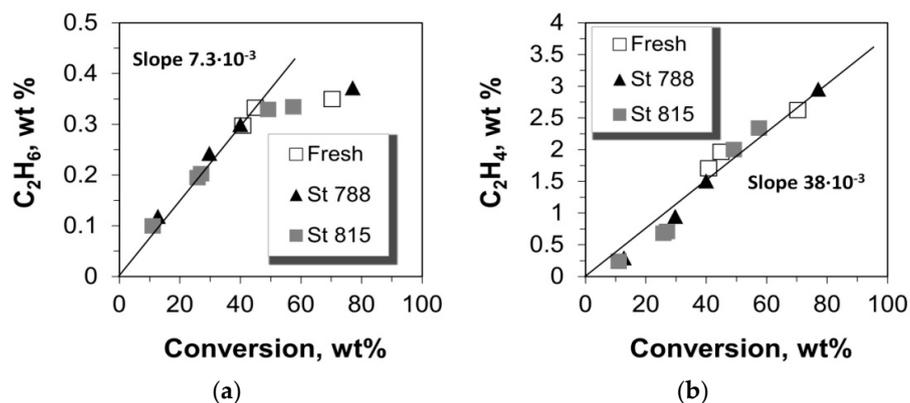 0.5
0.4
0.3
0.2
0.1
0
C₂H₆, wt %
Slope 7.3·10⁻³
Fresh
St 788
St 815
0 20 40 60 80 100
Conversion, wt%
(a)
4
3.5
3
2.5
2
1.5
1
0.5
0
C₂H₄, wt %
Fresh
St 788
St 815
Slope 38·10⁻³
0 20 40 60 80 100
Conversion, wt%
(b)